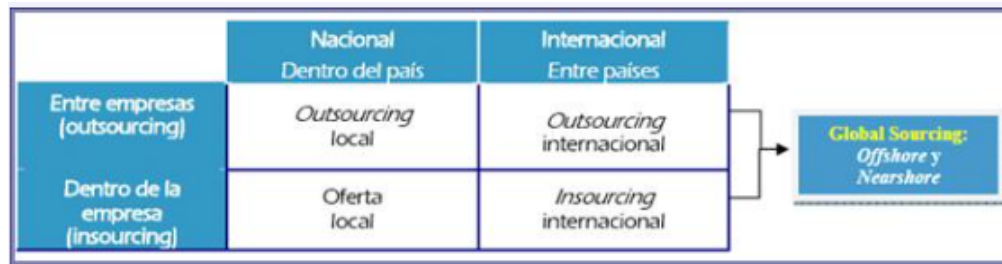 Nacional Internacional
Dentro del país Entre países
Entre empresas
(outsourcing)
Outsourcing
local
Outsourcing
internacional
Global Sourcing:
Offshore y
Nearshore
Dentro de la
empresa
(insourcing)
Oferta
local
Insourcing
internacional